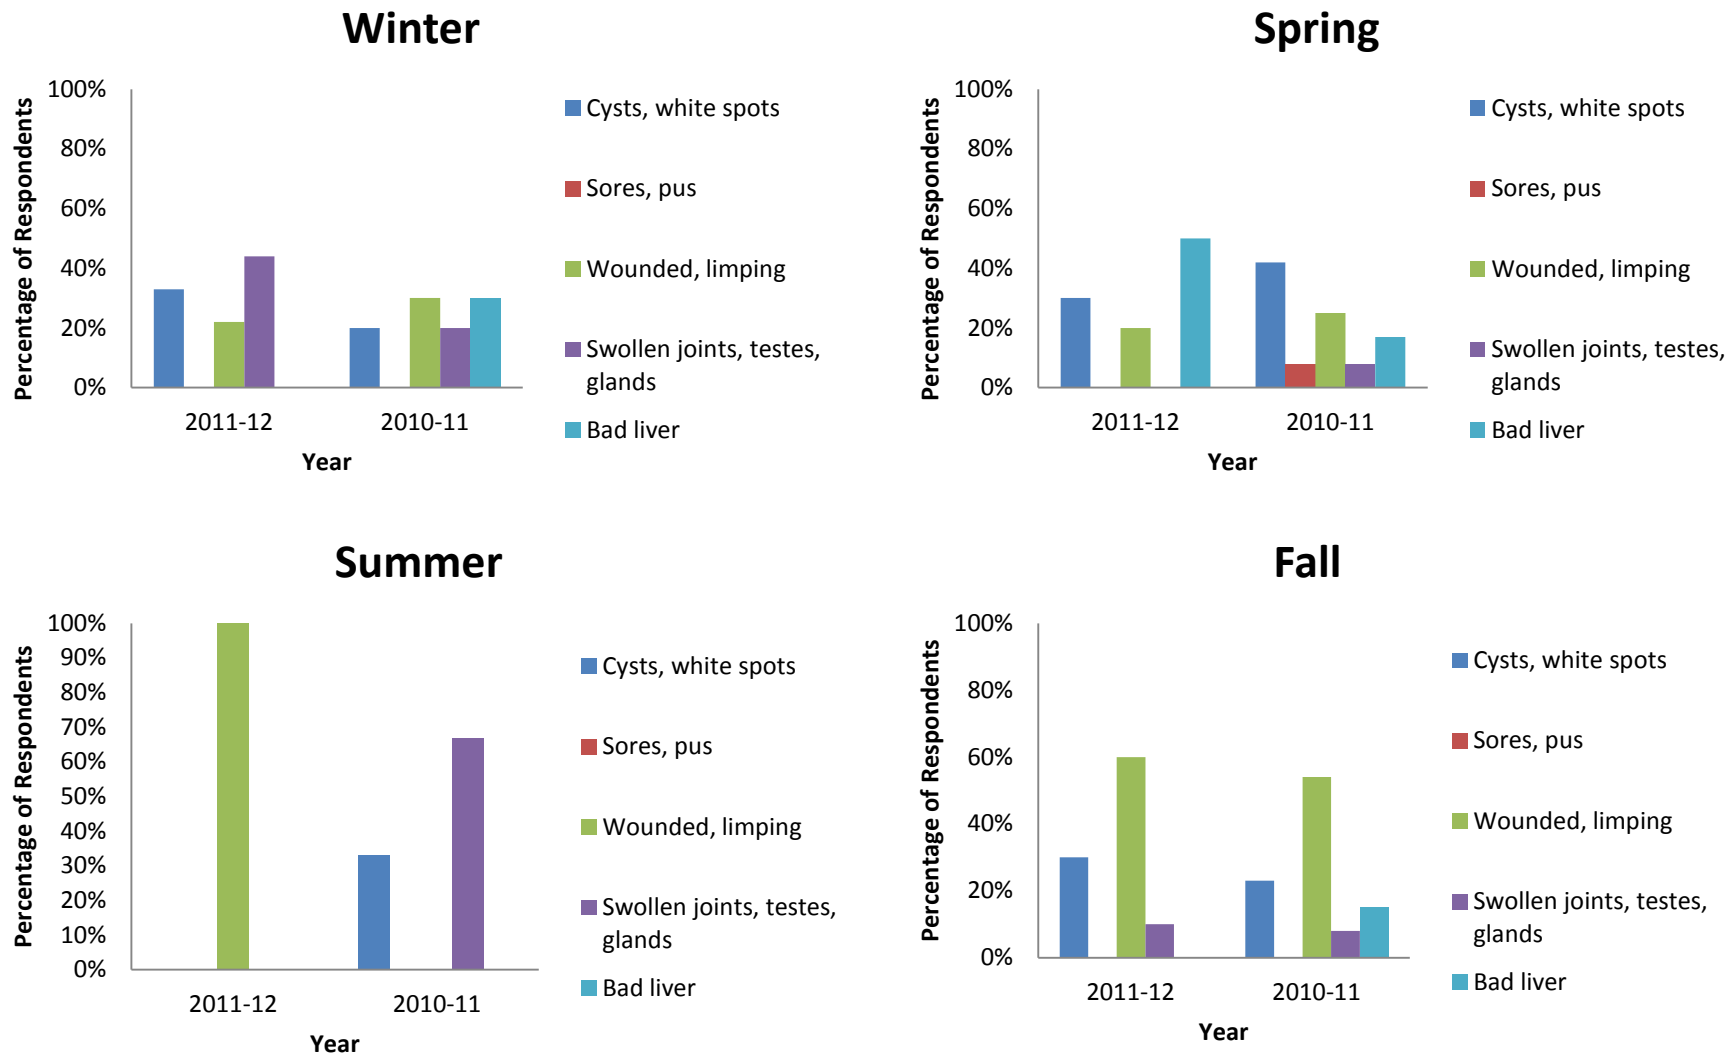 Winter
Percentage of Respondents
100%
80%
60%
40%
20%
0%
2011-12
2010-11
Year
Cysts, white spots
Sores, pus
Wounded, limping
Swollen joints, testes,
glands
Bad liver
Spring
Percentage of Respondents
100%
80%
60%
40%
20%
0%
2011-12
2010-11
Year
Cysts, white spots
Sores, pus
Wounded, limping
Swollen joints, testes,
glands
Bad liver
Summer
Percentage of Respondents
100%
90%
80%
70%
60%
50%
40%
30%
20%
10%
0%
2011-12
2010-11
Year
Cysts, white spots
Sores, pus
Wounded, limping
Swollen joints, testes,
glands
Bad liver
Fall
Percentage of Respondents
100%
80%
60%
40%
20%
0%
2011-12
2010-11
Year
Cysts, white spots
Sores, pus
Wounded, limping
Swollen joints, testes,
glands
Bad liver